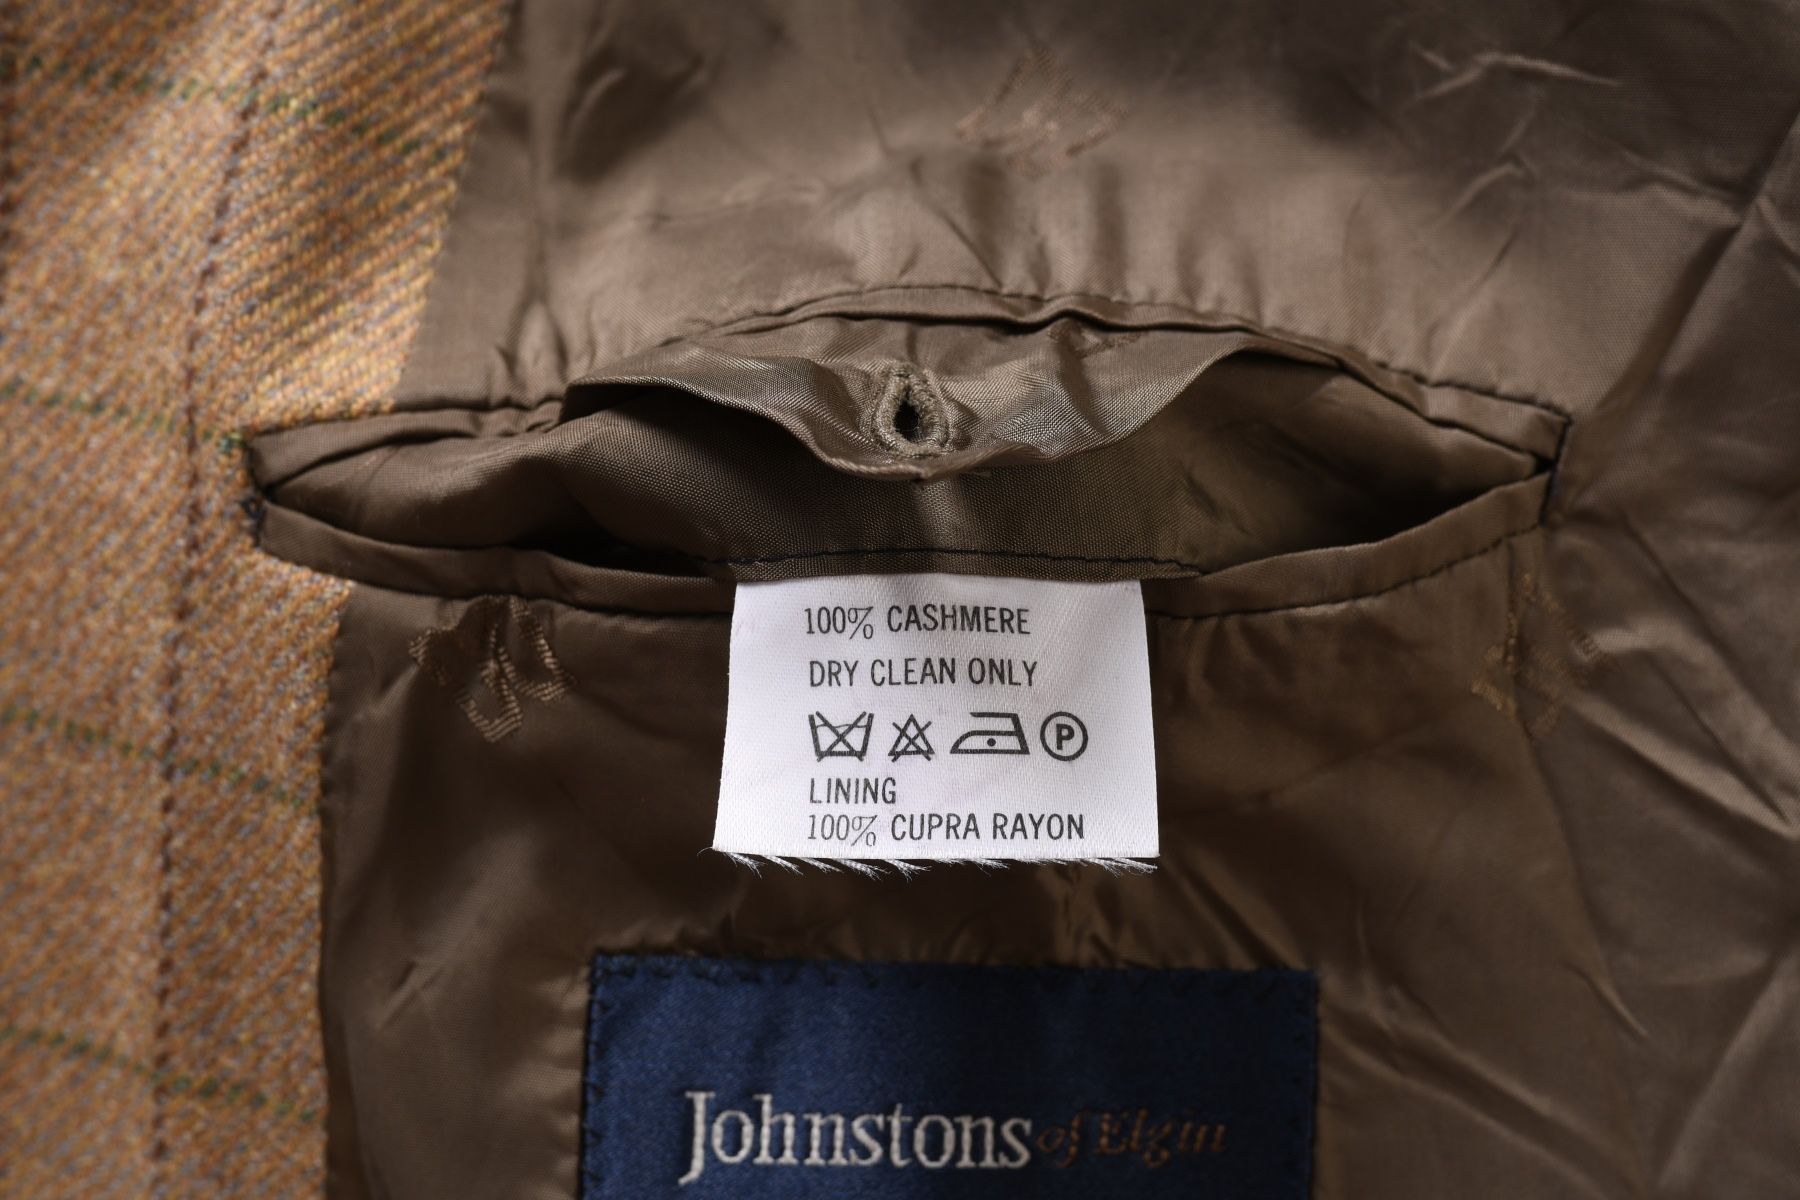 100% CASHMERE
DRY CLEAN ONLY
P
LINING
100% CUPRA RAYON
Johnstons of Elgin